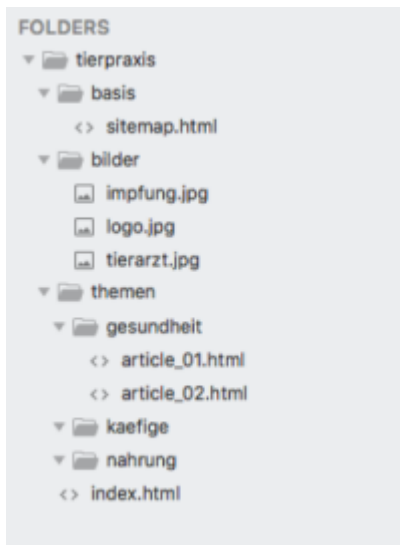 FOLDERS
tierpraxis
basis
sitemap.html
bilder
impfung.jpg
logo.jpg
tierarzt.jpg
themen
gesundheit
article_01.html
article_02.html
kaefige
nahrung
index.html